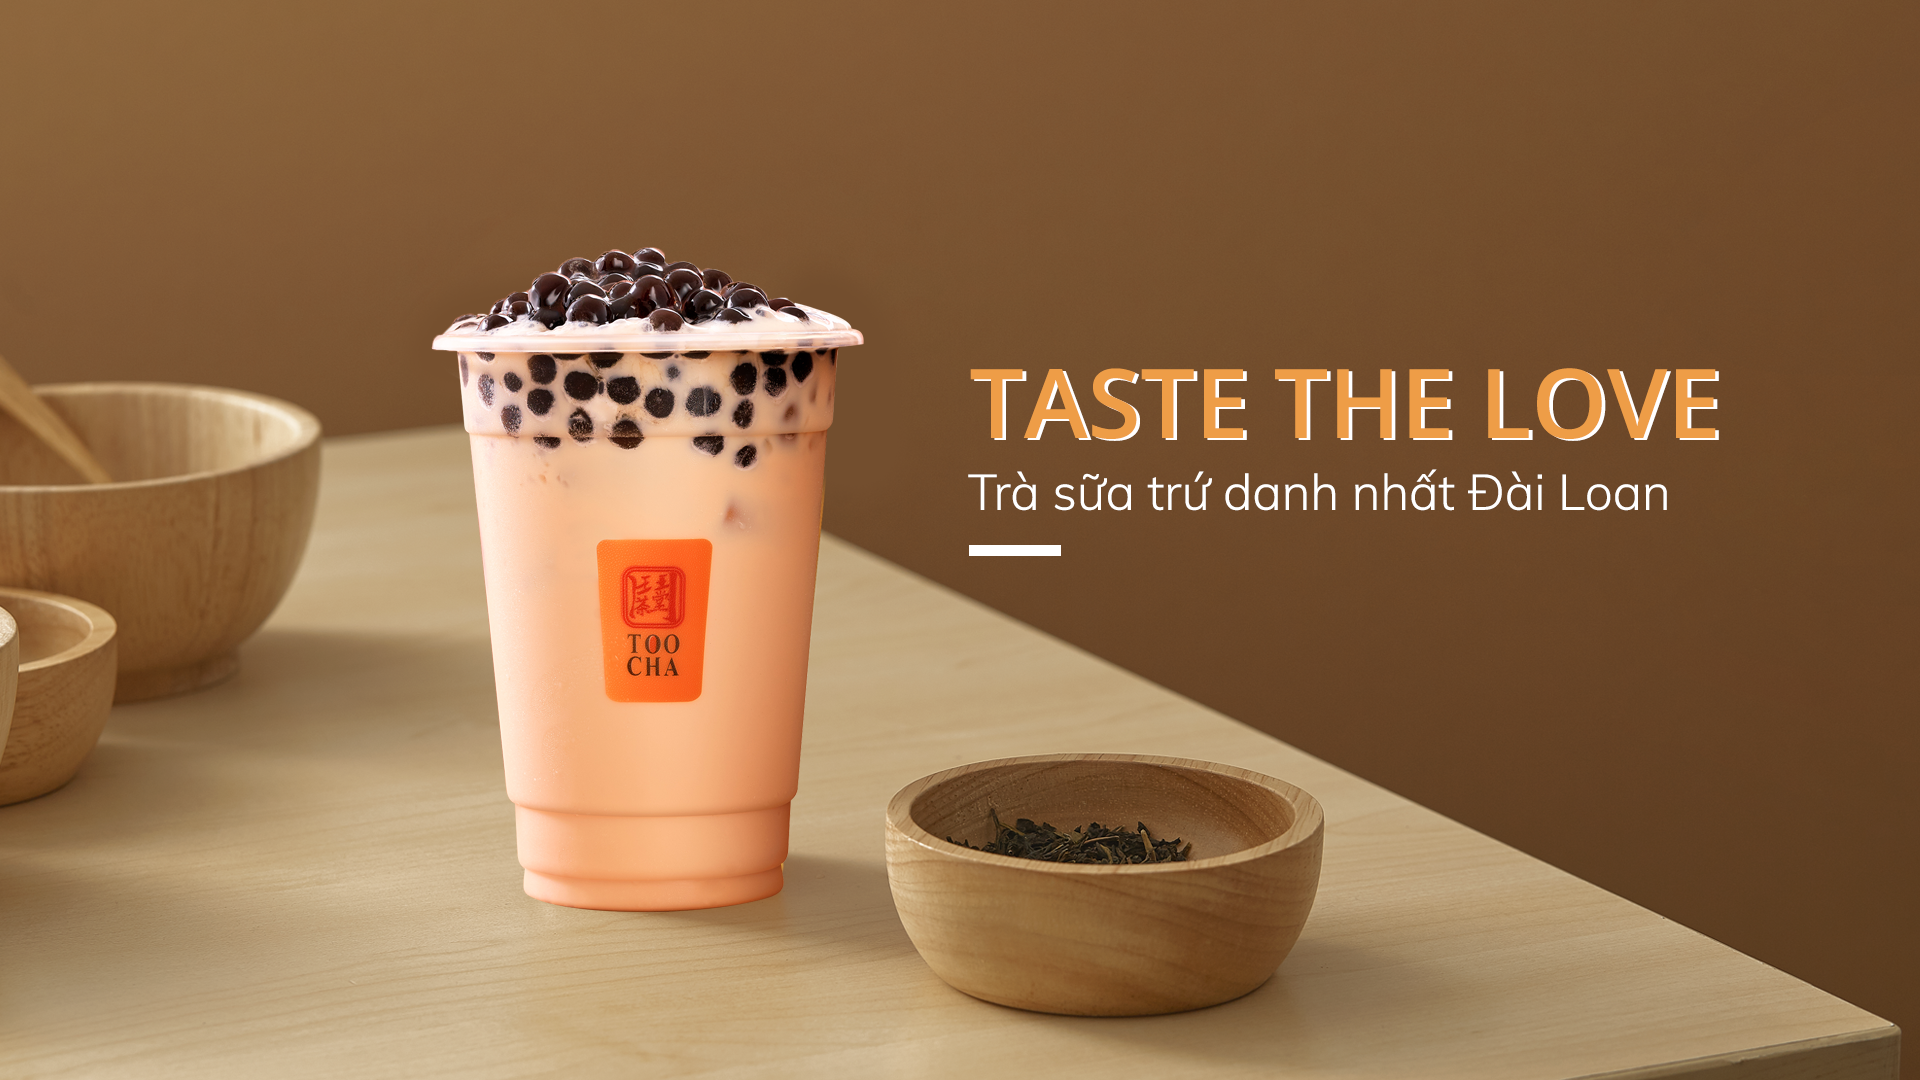 TASTE THE LOVE
Trà sữa trứ danh nhất Đài Loan
TOO
CHA